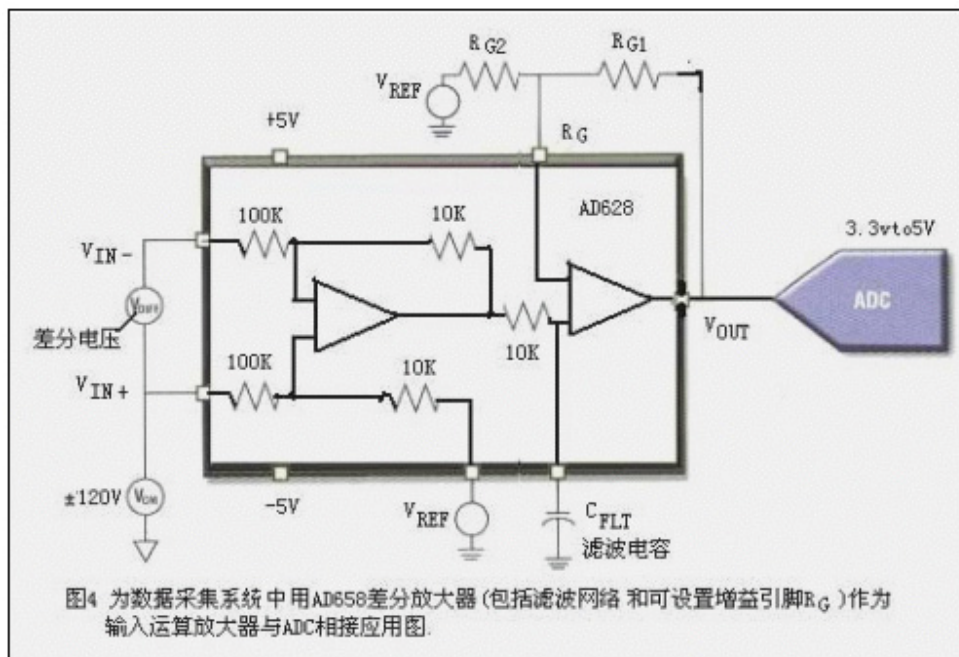 RG2
RG1
VREF
+5V
RG
100K
10K
AD628
3.3vto5V
VIN-
VDIFF
差分电压
ADC
VOUT
10K
100K
10K
VIN+
±120V
VCM
-5V
VREF
CFLT
滤波电容
图4 为数据采集系统中用AD658差分放大器(包括滤波网络和可设置增益引脚RG)作为
输入运算放大器与ADC相接应用图.